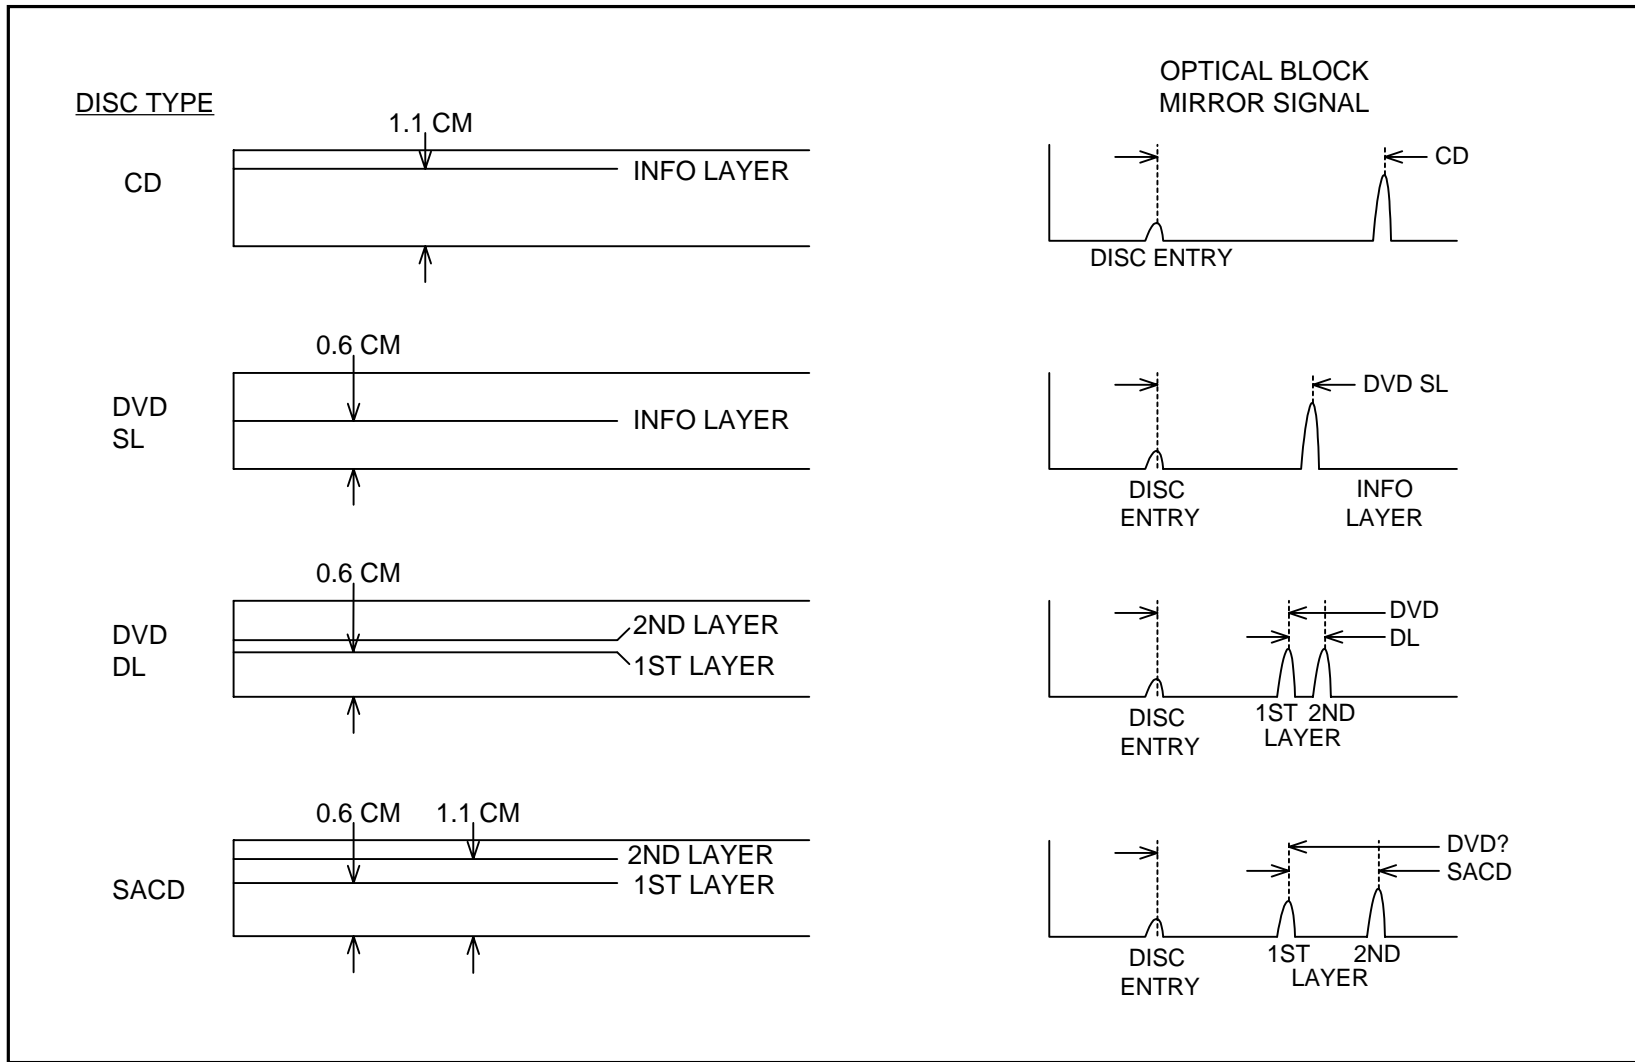 OPTICAL BLOCK
MIRROR SIGNAL
DISC TYPE
1.1 CM
CD
INFO LAYER
CD
DISC ENTRY
0.6 CM
DVD
SL
INFO LAYER
DVD SL
DISC
ENTRY
INFO
LAYER
0.6 CM
DVD
DL
2ND LAYER
1ST LAYER
DVD
DL
DISC
ENTRY
1ST 2ND
LAYER
0.6 CM 1.1 CM
SACD
2ND LAYER
1ST LAYER
DVD?
SACD
DISC
ENTRY
1ST 2ND
LAYER